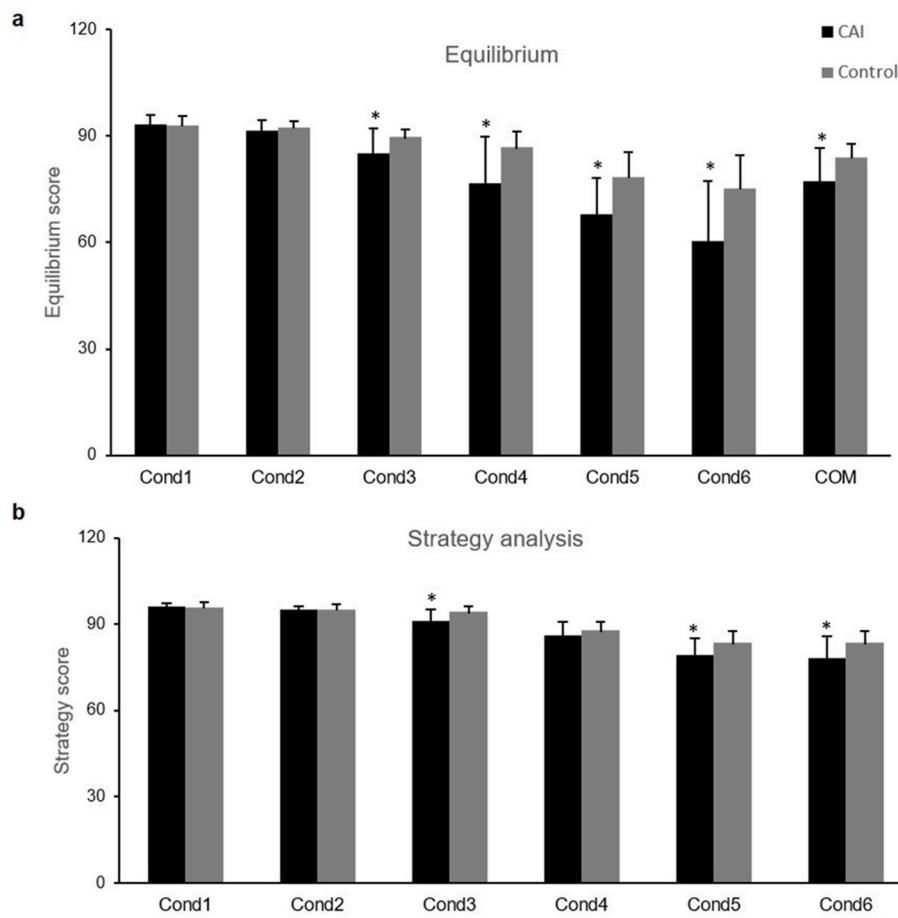 a
Equilibrium
CAI
Control
Equilibrium score
120
90
60
30
0
*
*
*
*
*
Cond1 Cond2 Cond3 Cond4 Cond5 Cond6 COM
b
Strategy analysis
Strategy score
120
90
60
30
0
*
*
*
Cond1 Cond2 Cond3 Cond4 Cond5 Cond6